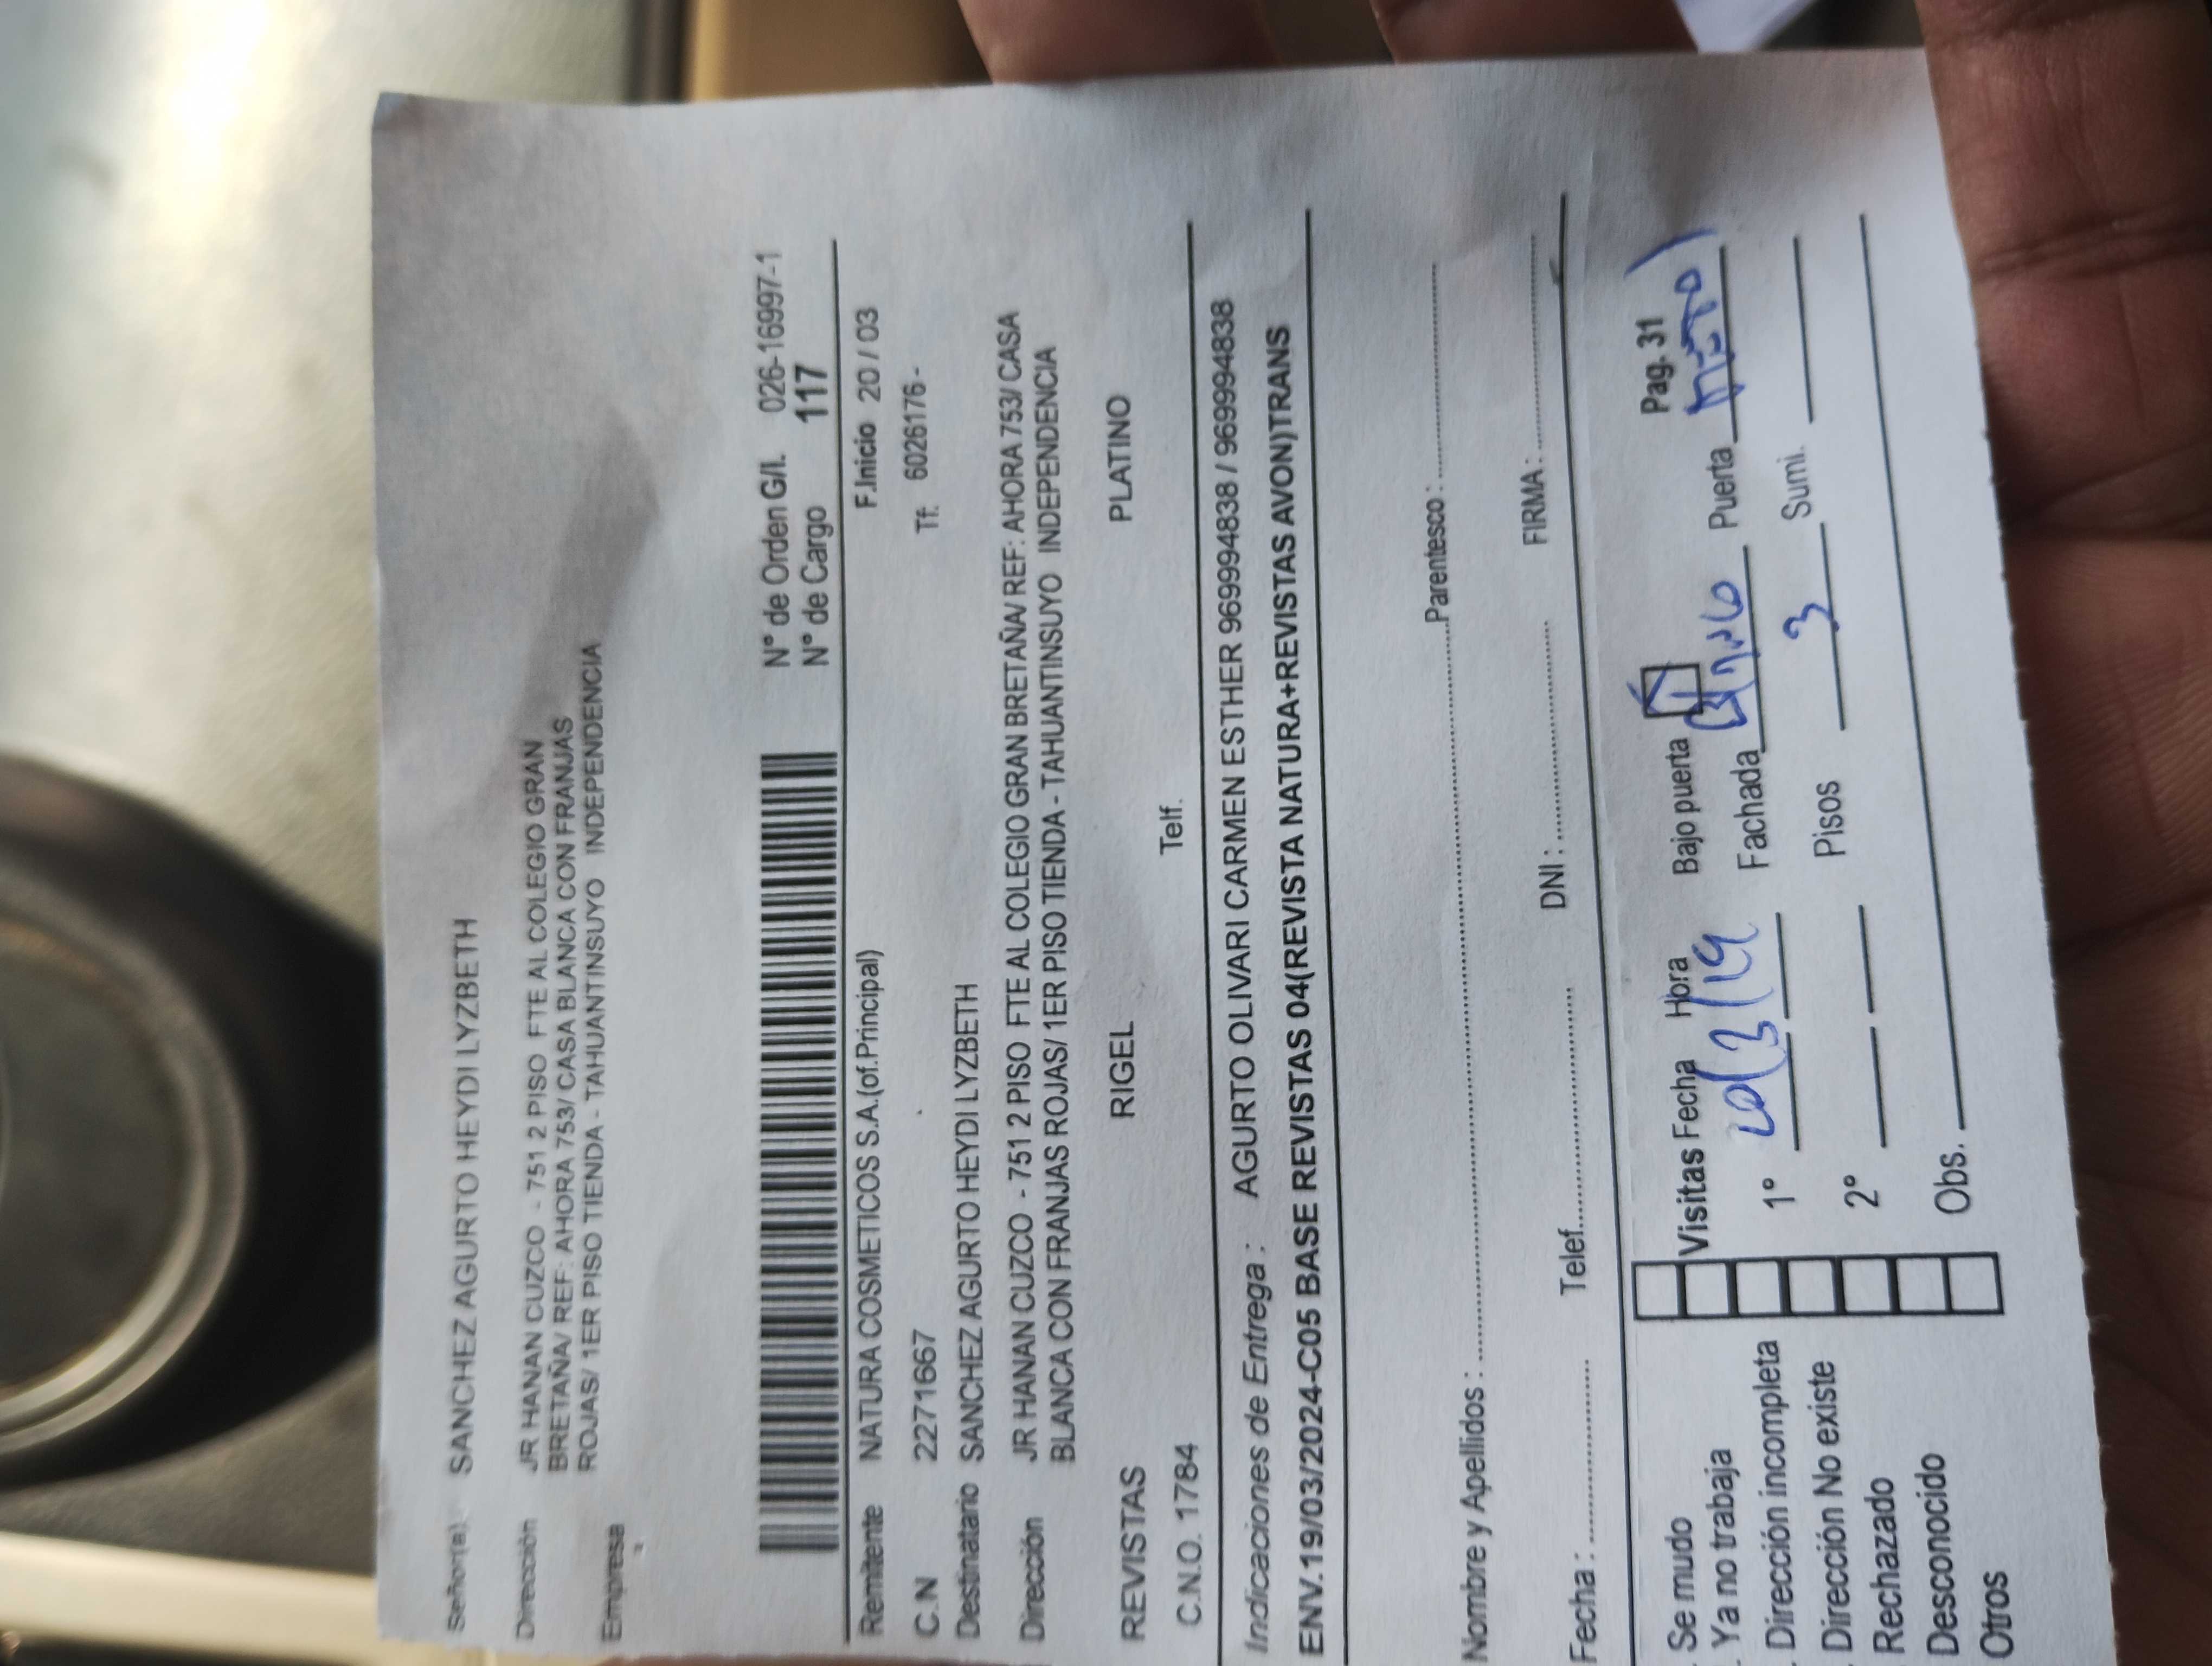 Señor(a). SANCHEZ AGURTO HEYDI LYZBETH
Dirección JR HANAN CUZCO - 751 2 PISO FTE AL COLEGIO GRAN
BRETAÑA/ REF: AHORA 753/ CASA BLANCA CON FRANJAS
ROJAS/ 1ER PISO TIENDA - TAHUANTINSUYO INDEPENDENCIA
Empresa
N° de Orden G/I. 026-16997-1
N° de Cargo 117
Remitente NATURA COSMETICOS S.A.(of.Principal) F.Inicio 20 / 03
C.N 2271667 Tf. 6026176 -
Destinatario SANCHEZ AGURTO HEYDI LYZBETH
Dirección JR HANAN CUZCO - 751 2 PISO FTE AL COLEGIO GRAN BRETAÑA/ REF: AHORA 753/ CASA
BLANCA CON FRANJAS ROJAS/ 1ER PISO TIENDA - TAHUANTINSUYO INDEPENDENCIA
REVISTAS RIGEL PLATINO
C.N.O. 1784 Telf.
Indicaciones de Entrega : AGURTO OLIVARI CARMEN ESTHER 969994838 / 969994838
ENV.19/03/2024-C05 BASE REVISTAS 04(REVISTA NATURA+REVISTAS AVON)TRANS
Nombre y Apellidos : Parentesco :
Fecha : Telef. DNI : FIRMA :
Pag. 31
Se mudo Visitas Fecha Hora Bajo puerta
Ya no trabaja 1° Fachada Puerta
Dirección incompleta
Dirección No existe 2° Pisos 3 Sumi.
Rechazado
Desconocido Obs.
Otros